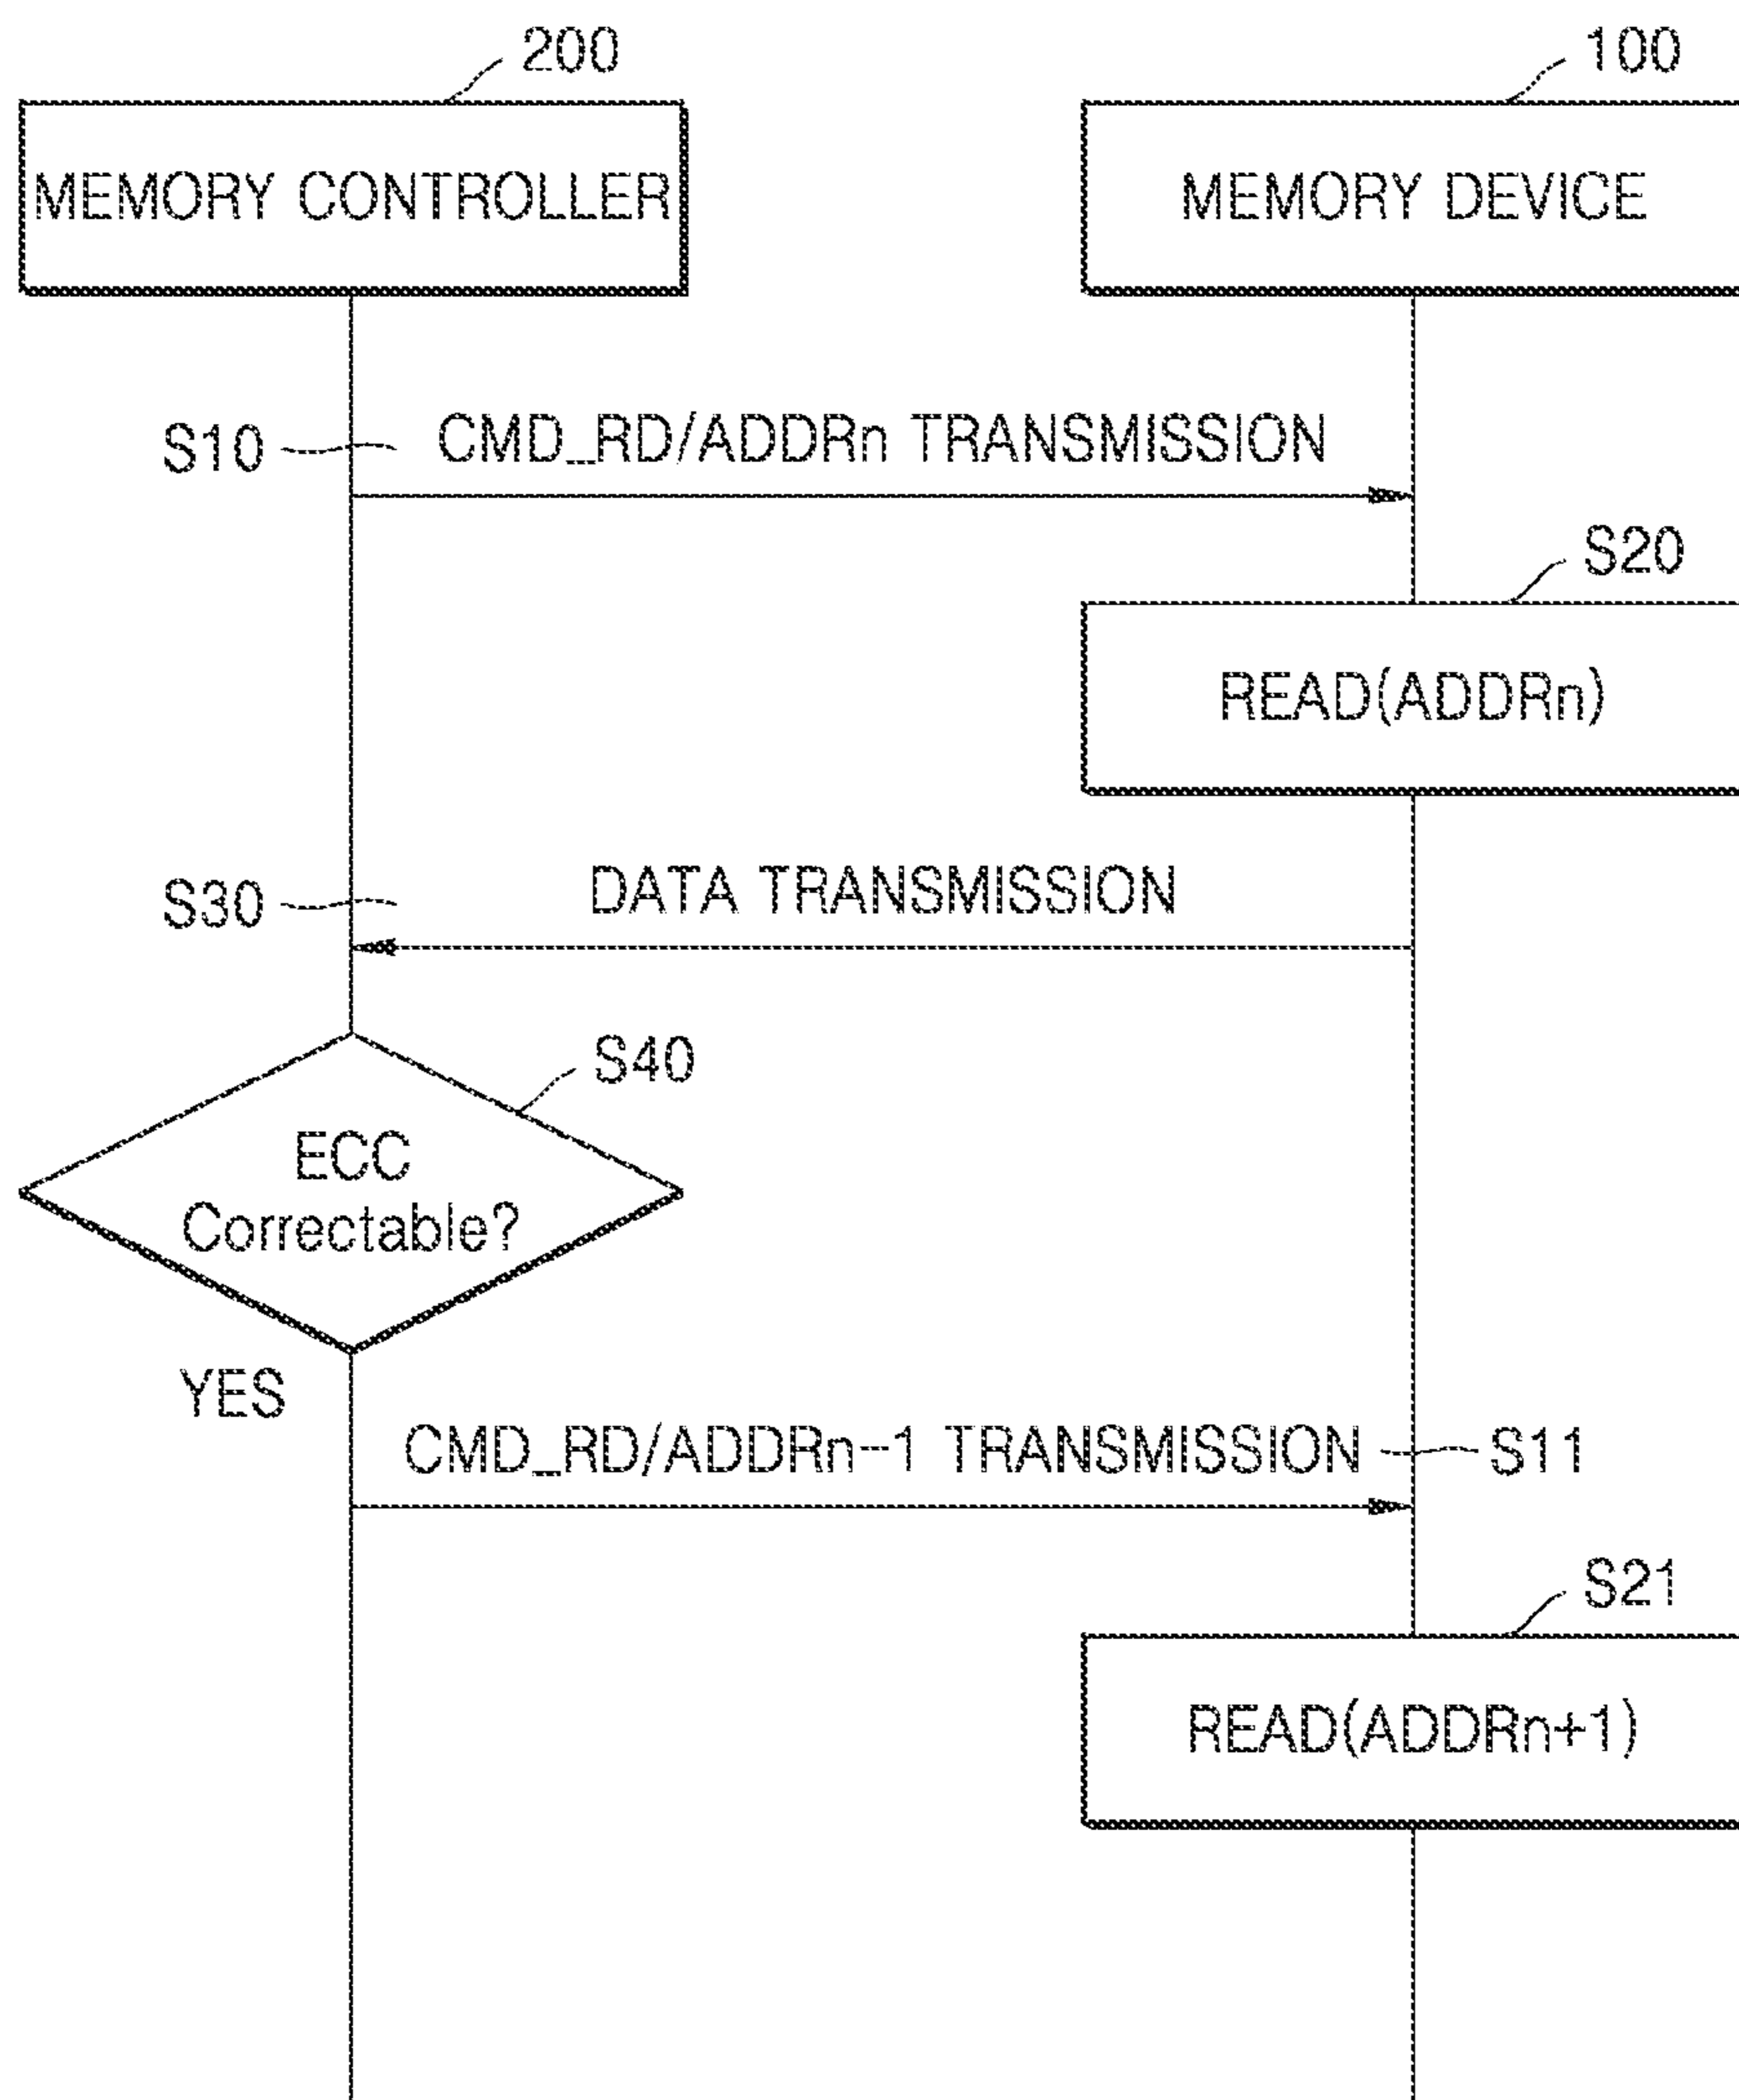 200
100
MEMORY CONTROLLER
MEMORY DEVICE
S10
CMD_RD/ADDRn TRANSMISSION
S20
READ(ADDRn)
S30
DATA TRANSMISSION
S40
ECC
Correctable?
YES
CMD_RD/ADDRn-1 TRANSMISSION
S11
S21
READ(ADDRn+1)